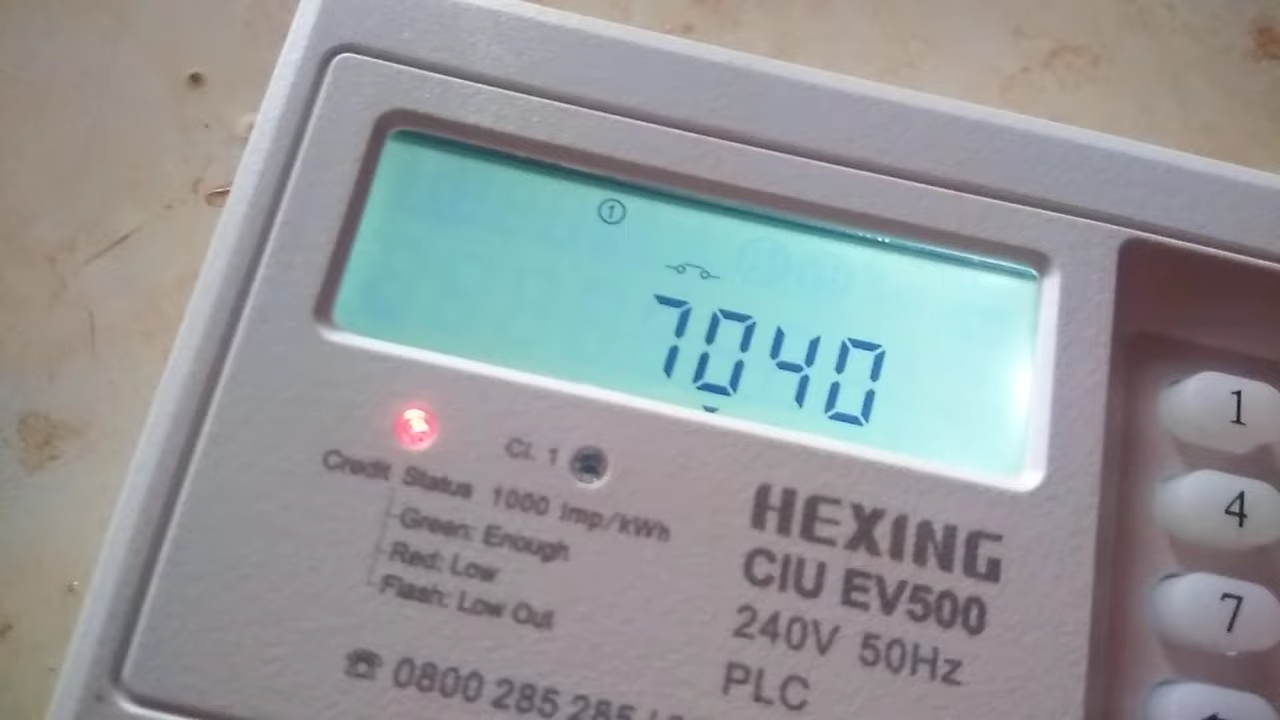 ①
7040
Cl. 1
Credit Status 1000 imp/kWh
Green: Enough
Red: Low
Flash: Low Out
☎ 0800 285 285 /
HEXING
CIU EV500
240V 50Hz
PLC
1
4
7